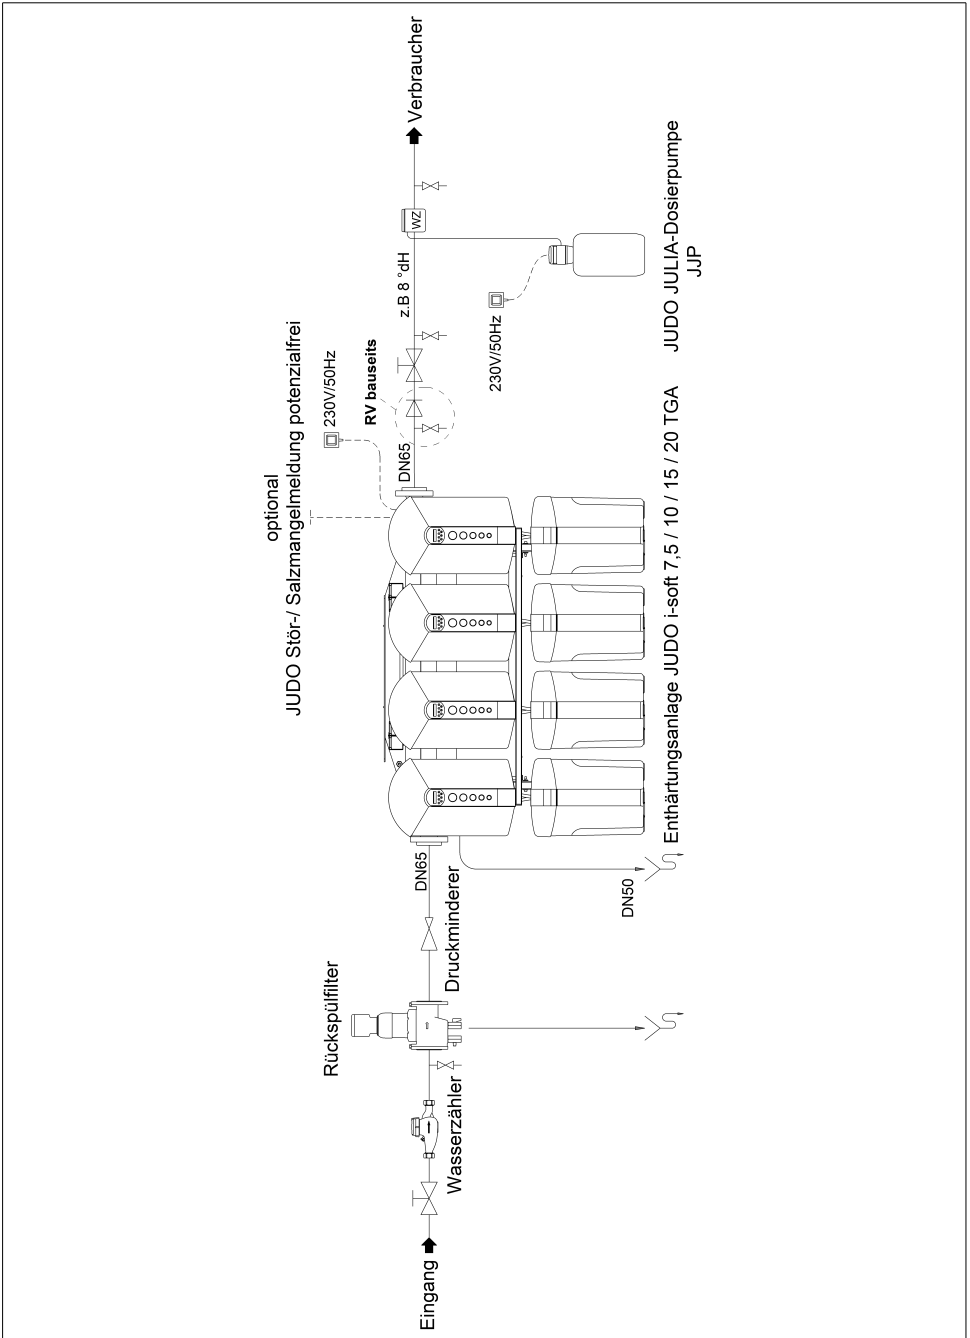 Eingang
Wasserzähler
Rückspülfilter
Druckminderer
DN65
DN50
optional
JUDO Stör-/ Salzmangelmeldung potenzialfrei
230V/50Hz
RV bauseits
DN65
z.B 8 °dH
WZ
Verbraucher
230V/50Hz
Enthärtungsanlage JUDO i-soft 7,5 / 10 / 15 / 20 TGA
JUDO JULIA-Dosierpumpe
JJP